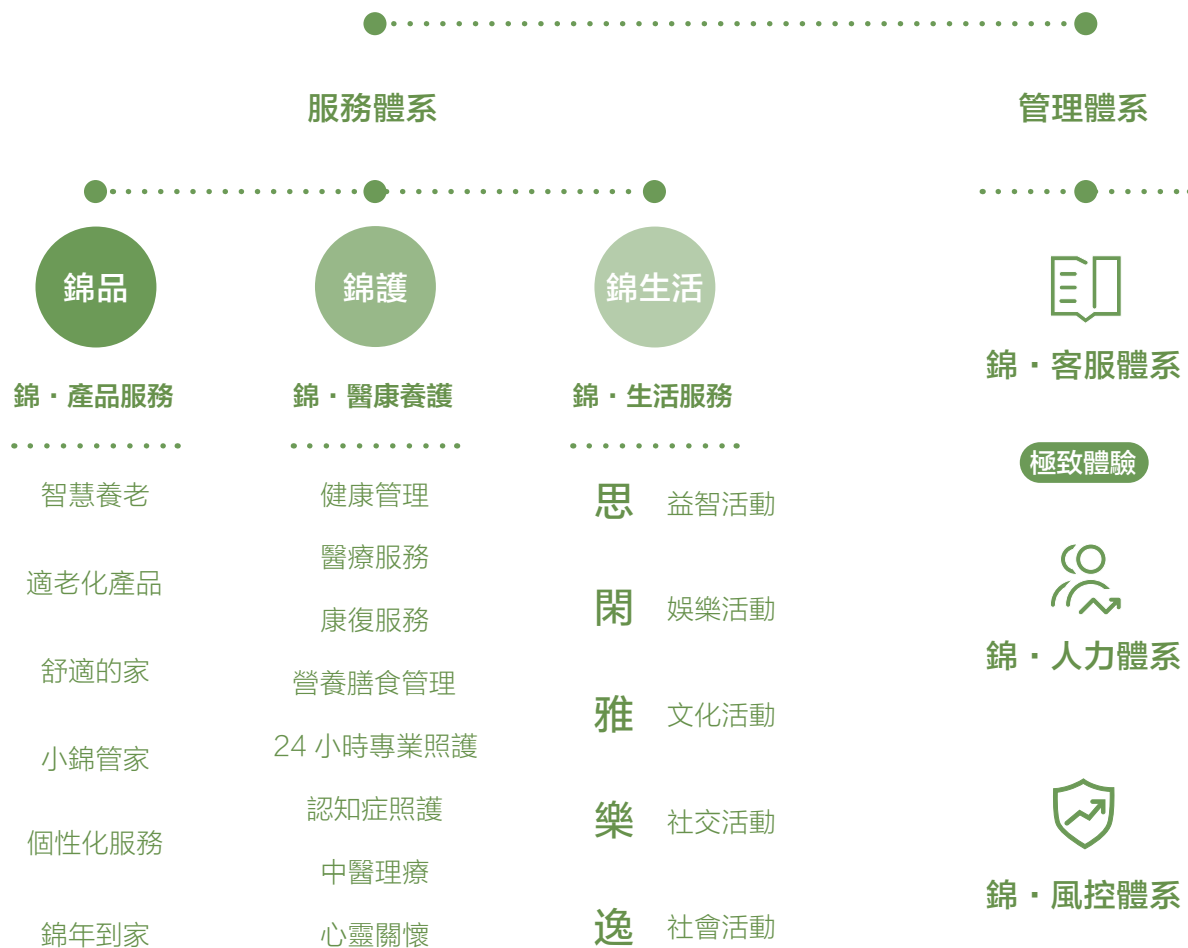 服務體系
管理體系
錦品
錦護
錦生活
錦·產品服務
錦·醫康養護
錦·生活服務
智慧養老
適老化產品
舒適的家
小錦管家
個性化服務
錦年到家
健康管理
醫療服務
康復服務
營養膳食管理
24 小時專業照護
認知症照護
中醫理療
心靈關懷
思 益智活動
閑 娛樂活動
雅 文化活動
樂 社交活動
逸 社會活動
錦·客服體系
極致體驗
錦·人力體系
錦·風控體系